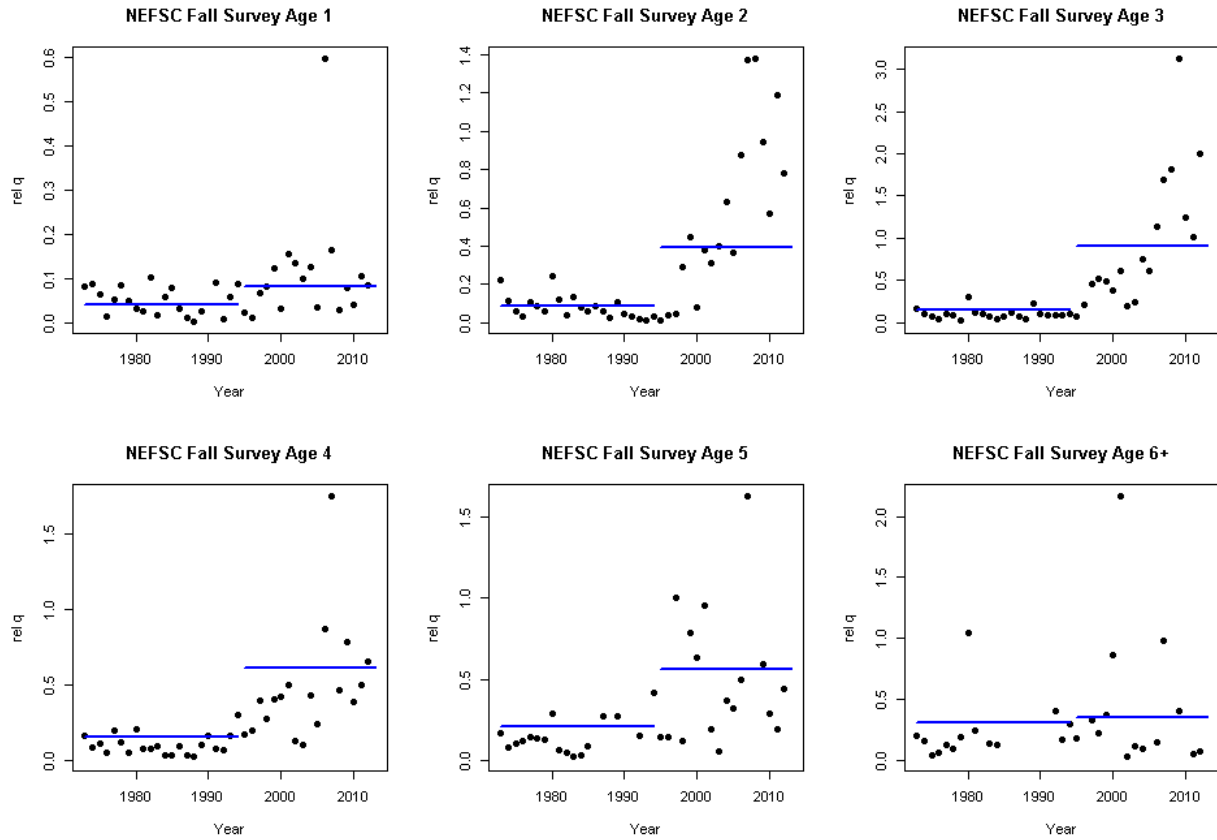 NEFSC Fall Survey Age 1
NEFSC Fall Survey Age 2
NEFSC Fall Survey Age 3
rel q
0.0 0.1 0.2 0.3 0.4 0.5 0.6
1980 1990 2000 2010
Year
rel q
0.0 0.2 0.4 0.6 0.8 1.0 1.2 1.4
1980 1990 2000 2010
Year
rel q
0.0 0.5 1.0 1.5 2.0 2.5 3.0
1980 1990 2000 2010
Year
NEFSC Fall Survey Age 4
NEFSC Fall Survey Age 5
NEFSC Fall Survey Age 6+
rel q
0.0 0.5 1.0 1.5
1980 1990 2000 2010
Year
rel q
0.0 0.5 1.0 1.5
1980 1990 2000 2010
Year
rel q
0.0 0.5 1.0 1.5 2.0
1980 1990 2000 2010
Year